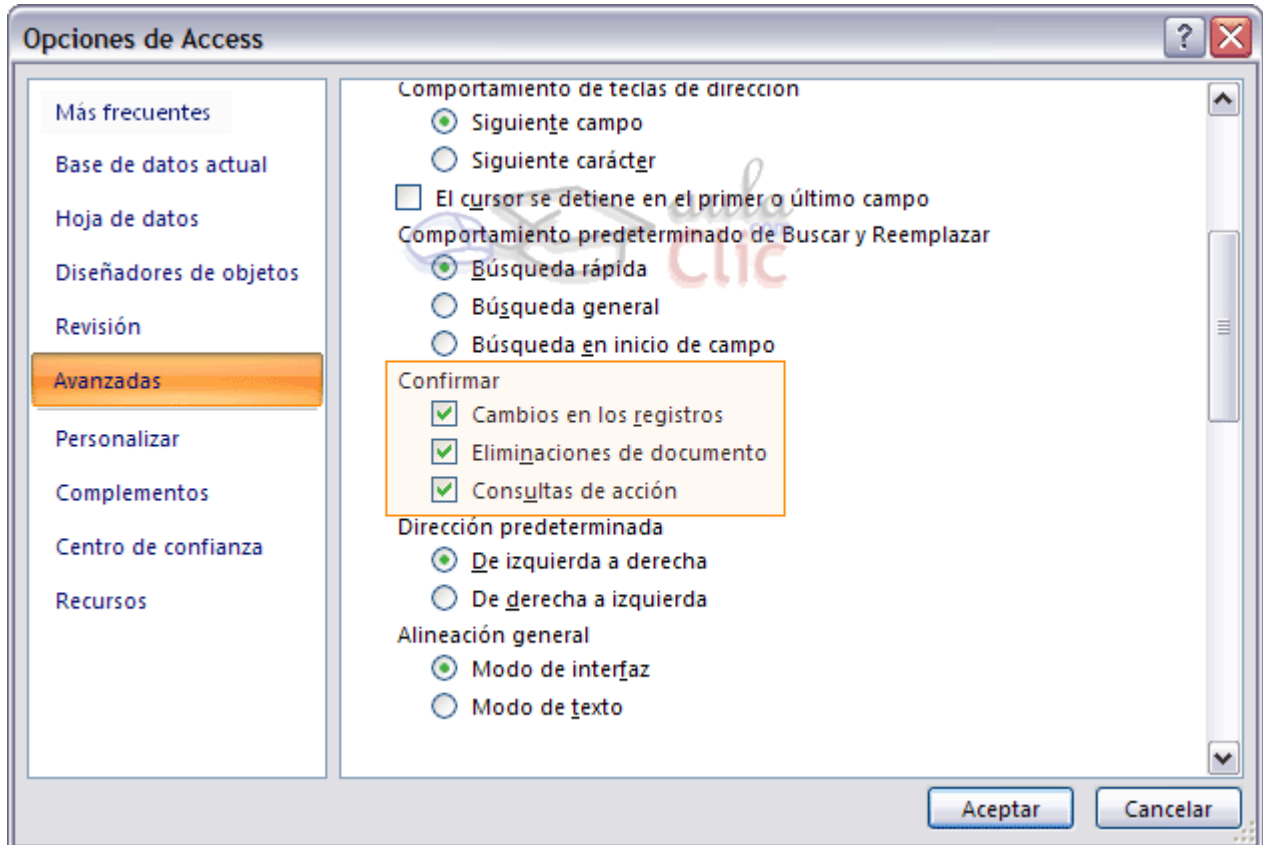 Opciones de Access
?
Más frecuentes
Base de datos actual
Hoja de datos
Diseñadores de objetos
Revisión
Avanzadas
Personalizar
Complementos
Centro de confianza
Recursos
Comportamiento de teclas de dirección
Siguiente campo
Siguiente carácter
El cursor se detiene en el primer o último campo
Comportamiento predeterminado de Buscar y Reemplazar
Búsqueda rápida
Búsqueda general
Búsqueda en inicio de campo
Confirmar
Cambios en los registros
Eliminaciones de documento
Consultas de acción
Dirección predeterminada
De izquierda a derecha
De derecha a izquierda
Alineación general
Modo de interfaz
Modo de texto
aula
Clic
.com
Aceptar
Cancelar